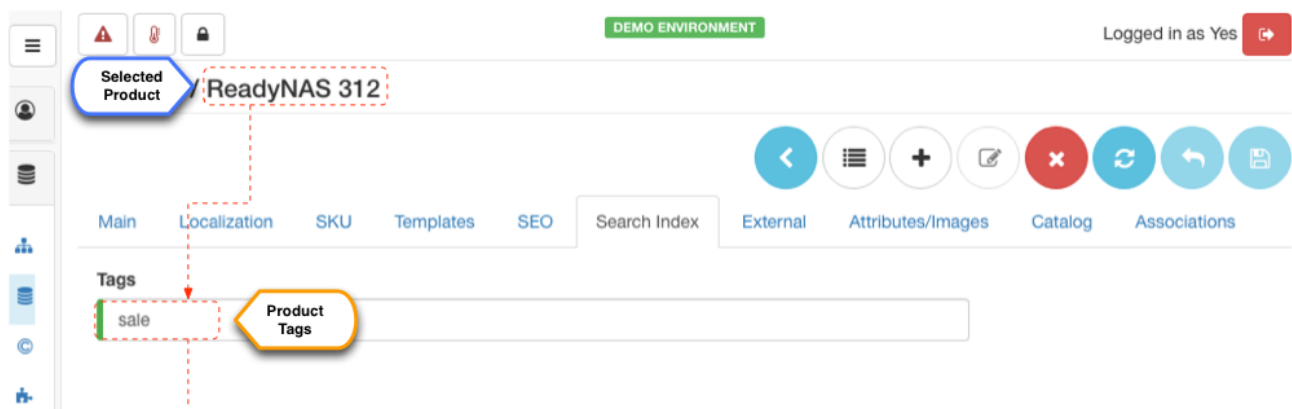 DEMO ENVIRONMENT
Logged in as Yes
Selected
Product
/ ReadyNAS 312
Main Localization SKU Templates SEO Search Index External Attributes/Images Catalog Associations
Tags
sale
Product
Tags